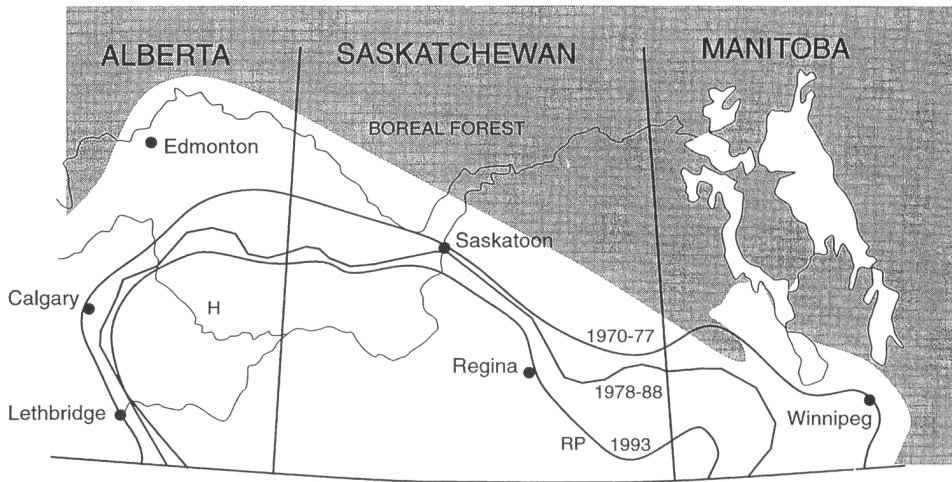 ALBERTA
SASKATCHEWAN
MANITOBA
BOREAL FOREST
Edmonton
Saskatoon
Calgary
H
1970-77
Regina
1978-88
Lethbridge
Winnipeg
RP
1993